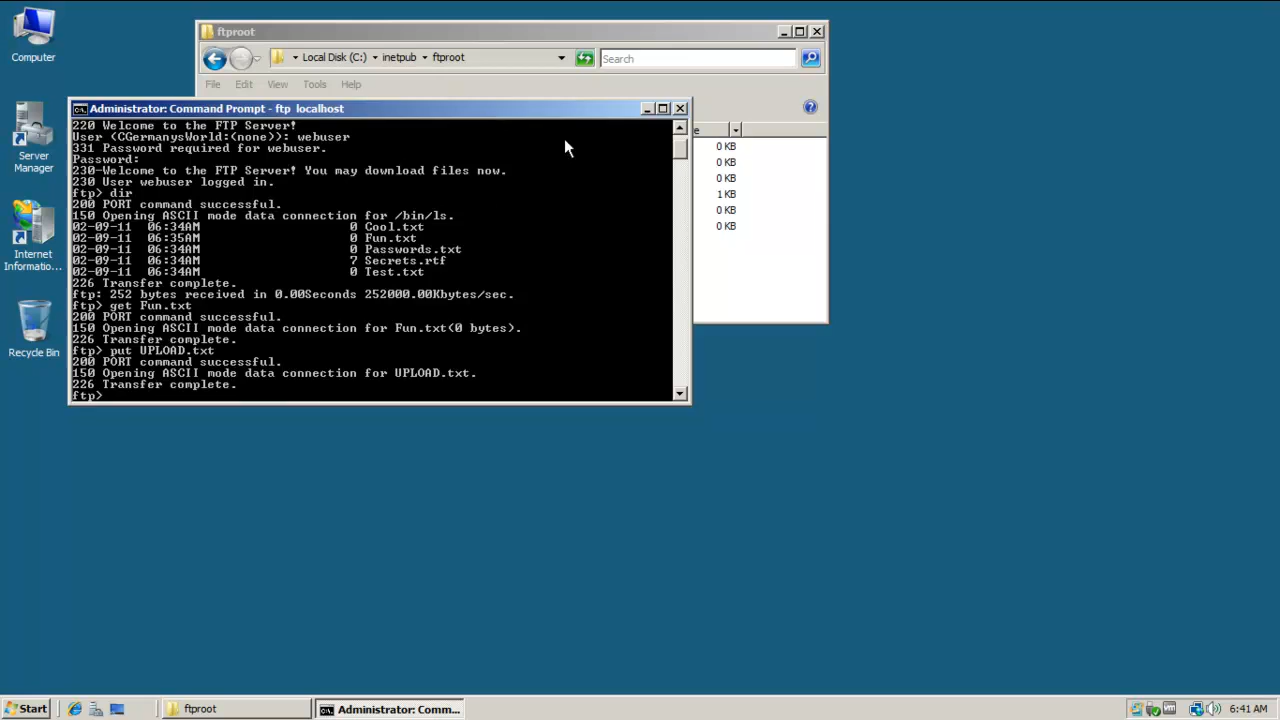 Computer
Server
Manager
Internet
Informatio...
Recycle Bin
ftproot
Local Disk (C:)
inetpub
ftproot
Search
File
Edit
View
Tools
Help
e
0 KB
0 KB
0 KB
1 KB
0 KB
0 KB
Administrator: Command Prompt - ftp localhost
220 Welcome to the FTP Server!
User (CGermanysWorld:(none)): webuser
331 Password required for webuser.
Password:
230-Welcome to the FTP Server! You may download files now.
230 User webuser logged in.
ftp> dir
200 PORT command successful.
150 Opening ASCII mode data connection for /bin/ls.
02-09-11 06:34AM 0 Cool.txt
02-09-11 06:35AM 0 Fun.txt
02-09-11 06:34AM 0 Passwords.txt
02-09-11 06:34AM 7 Secrets.rtf
02-09-11 06:34AM 0 Test.txt
226 Transfer complete.
ftp: 252 bytes received in 0.00Seconds 252000.00Kbytes/sec.
ftp> get Fun.txt
200 PORT command successful.
150 Opening ASCII mode data connection for Fun.txt(0 bytes).
226 Transfer complete.
ftp> put UPLOAD.txt
200 PORT command successful.
150 Opening ASCII mode data connection for UPLOAD.txt.
226 Transfer complete.
ftp>
Start
ftproot
Administrator: Comm...
6:41 AM